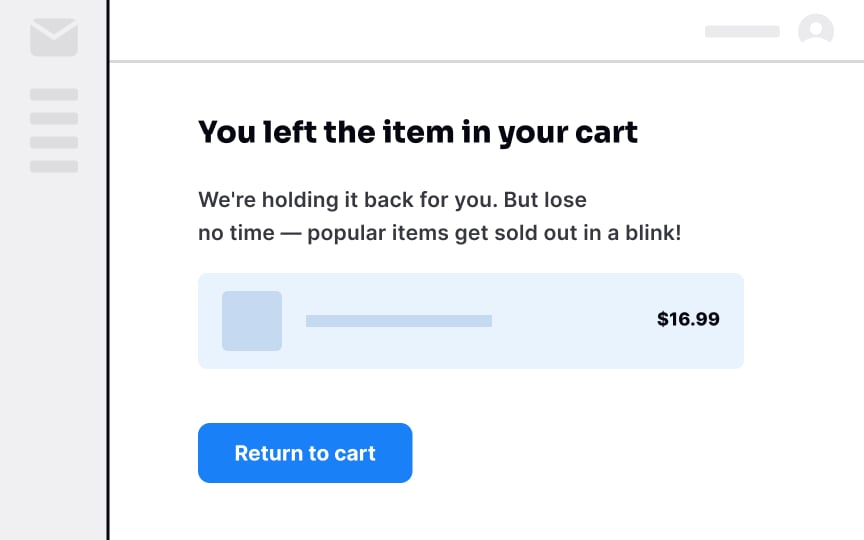 You left the item in your cart
We're holding it back for you. But lose
no time — popular items get sold out in a blink!
$16.99
Return to cart